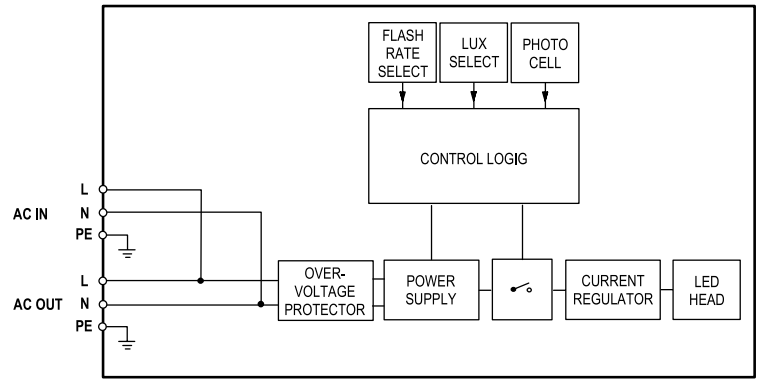 FLASH
RATE
SELECT
LUX
SELECT
PHOTO
CELL
CONTROL LOGIG
AC IN
L
N
PE
AC OUT
L
N
PE
OVER-
VOLTAGE
PROTECTOR
POWER
SUPPLY
CURRENT
REGULATOR
LED
HEAD